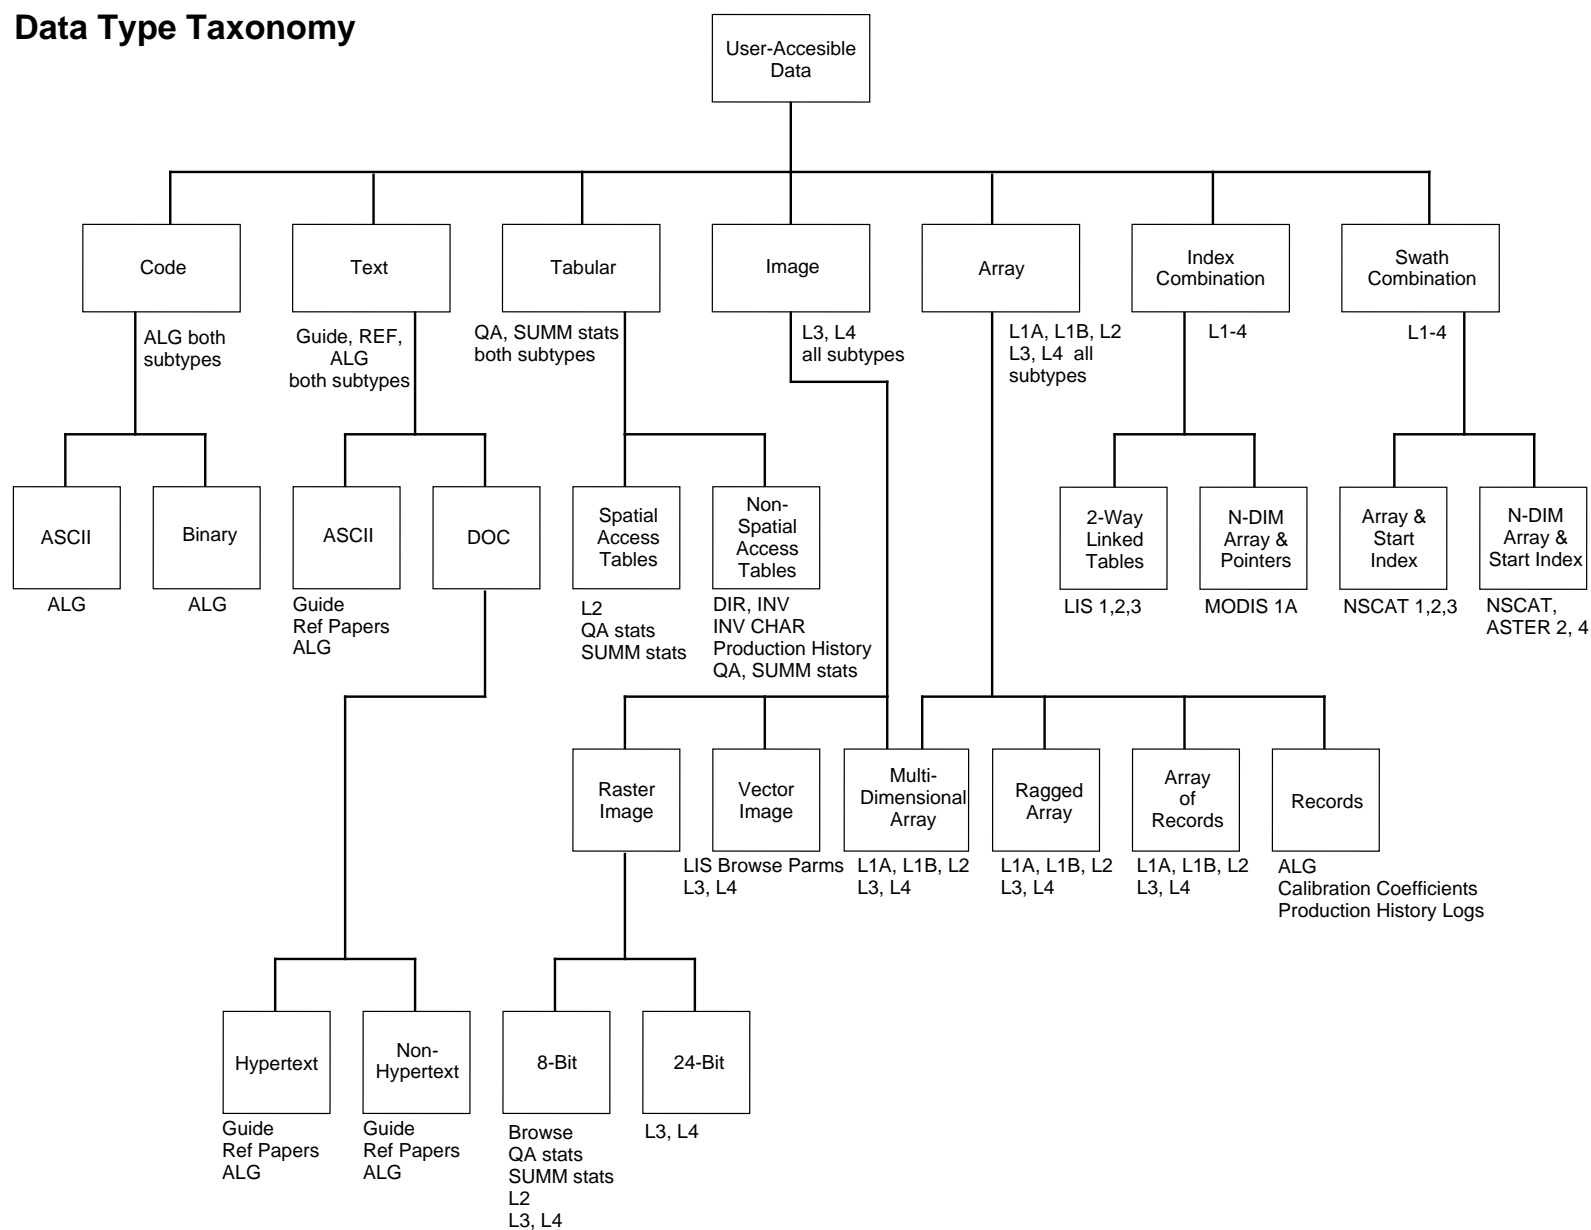 Data Type Taxonomy
User-Accesible
Data
Code
Text
Tabular
Image
Array
Index
Combination
Swath
Combination
ALG both
subtypes
Guide, REF,
ALG
both subtypes
QA, SUMM stats
both subtypes
L3, L4
all subtypes
L1A, L1B, L2
L3, L4 all
subtypes
L1-4
L1-4
ASCII
Binary
ASCII
DOC
Spatial
Access
Tables
Non-
Spatial
Access
Tables
2-Way
Linked
Tables
N-DIM
Array &
Pointers
Array &
Start
Index
N-DIM
Array &
Start Index
ALG
ALG
Guide
Ref Papers
ALG
L2
QA stats
SUMM stats
DIR, INV
INV CHAR
Production History
QA, SUMM stats
LIS 1,2,3
MODIS 1A
NSCAT 1,2,3
NSCAT,
ASTER 2, 4
Raster
Image
Vector
Image
Multi-
Dimensional
Array
Ragged
Array
Array
of
Records
Records
LIS Browse Parms
L3, L4
L1A, L1B, L2
L3, L4
L1A, L1B, L2
L3, L4
L1A, L1B, L2
L3, L4
ALG
Calibration Coefficients
Production History Logs
Hypertext
Non-
Hypertext
8-Bit
24-Bit
Guide
Ref Papers
ALG
Guide
Ref Papers
ALG
Browse
QA stats
SUMM stats
L2
L3, L4
L3, L4